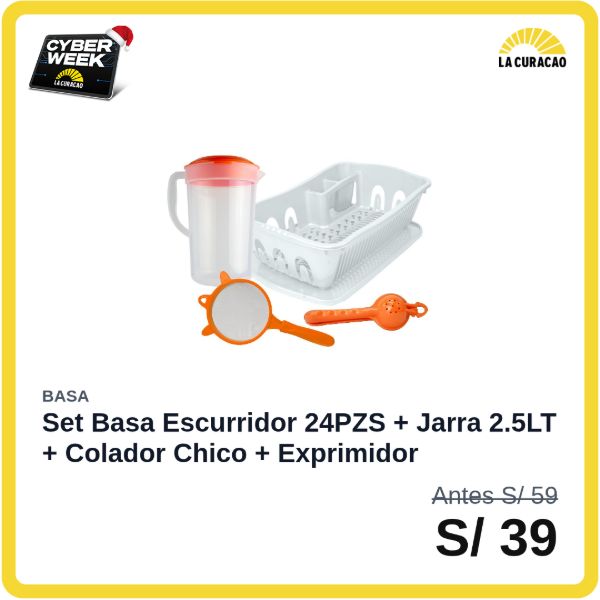 CYBER
WEEK
LA CURACAO
LA CURACAO
BASA
Set Basa Escurridor 24PZS + Jarra 2.5LT
+ Colador Chico + Exprimidor
Antes S/ 59
S/ 39